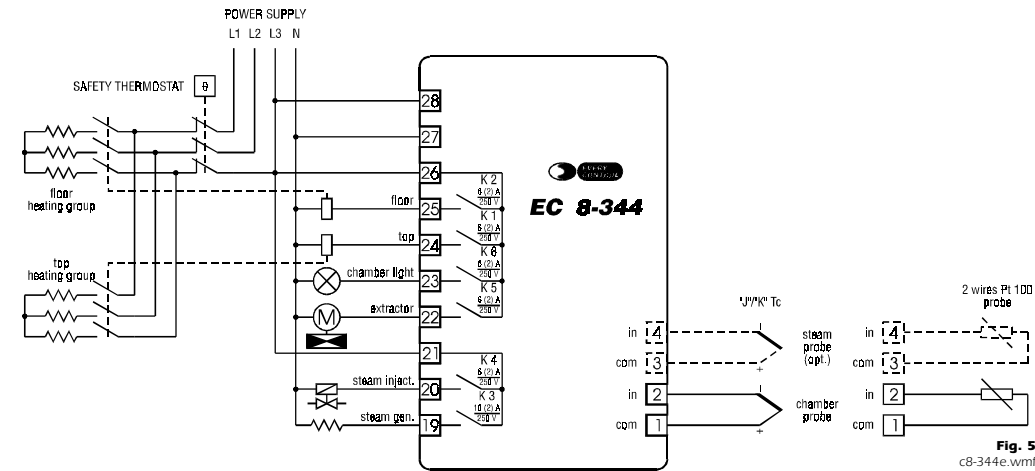 POWER SUPPLY
L1 L2 L3 N
SAFETY THERMOSTAT θ
28
27
26
K 2
6 (2) A
250 V
floor
25
K 1
6 (2) A
250 V
top
24
K 6
6 (2) A
250 V
chamber light
23
K 5
6 (2) A
250 V
extractor
22
M
21
K 4
6 (2) A
250 V
steam inject.
20
K 3
10 (2) A
250 V
steam gen.
19
floor
heating group
top
heating group
EVERY
CONTROL
EC 8-344
"J"/"K" Tc
2 wires Pt 100
probe
in 4
com 3
in 2
com 1
- 
+
-
+
steam
probe
(opt.)
chamber
probe
in 4
com 3
in 2
com 1
Fig. 5
c8-344e.wmf